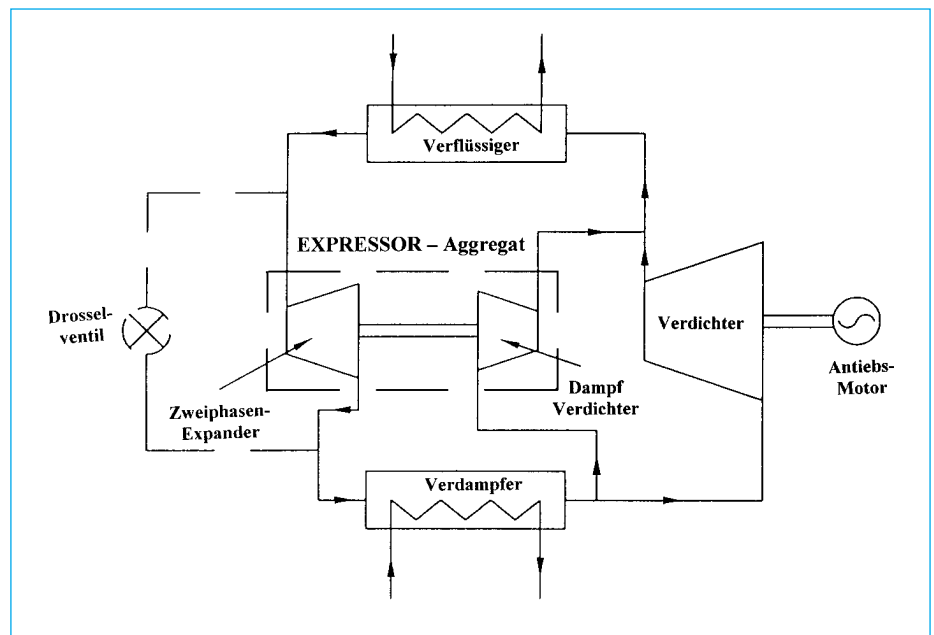 Verflüssiger
EXPRESSOR – Aggregat
Drossel-
ventil
Verdichter
Antiebs-
Motor
Zweiphasen-
Expander
Dampf
Verdichter
Verdampfer